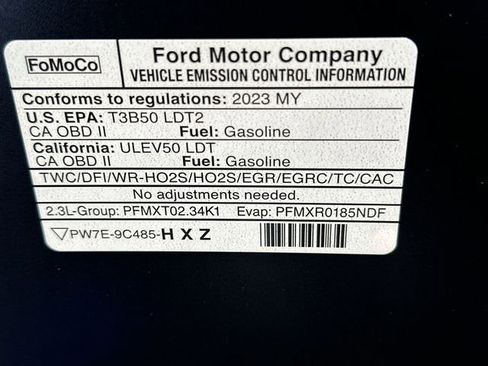 FoMoCo
Ford Motor Company
VEHICLE EMISSION CONTROL INFORMATION
Conforms to regulations: 2023 MY
U.S. EPA: T3B50 LDT2
CA OBD II Fuel: Gasoline
California: ULEV50 LDT
CA OBD II Fuel: Gasoline
TWC/DFI/WR-HO2S/HO2S/EGR/EGRC/TC/CAC
No adjustments needed.
2.3L-Group: PFMXT02.34K1 Evap: PFMXR0185NDF
PW7E-9C485-HXZ